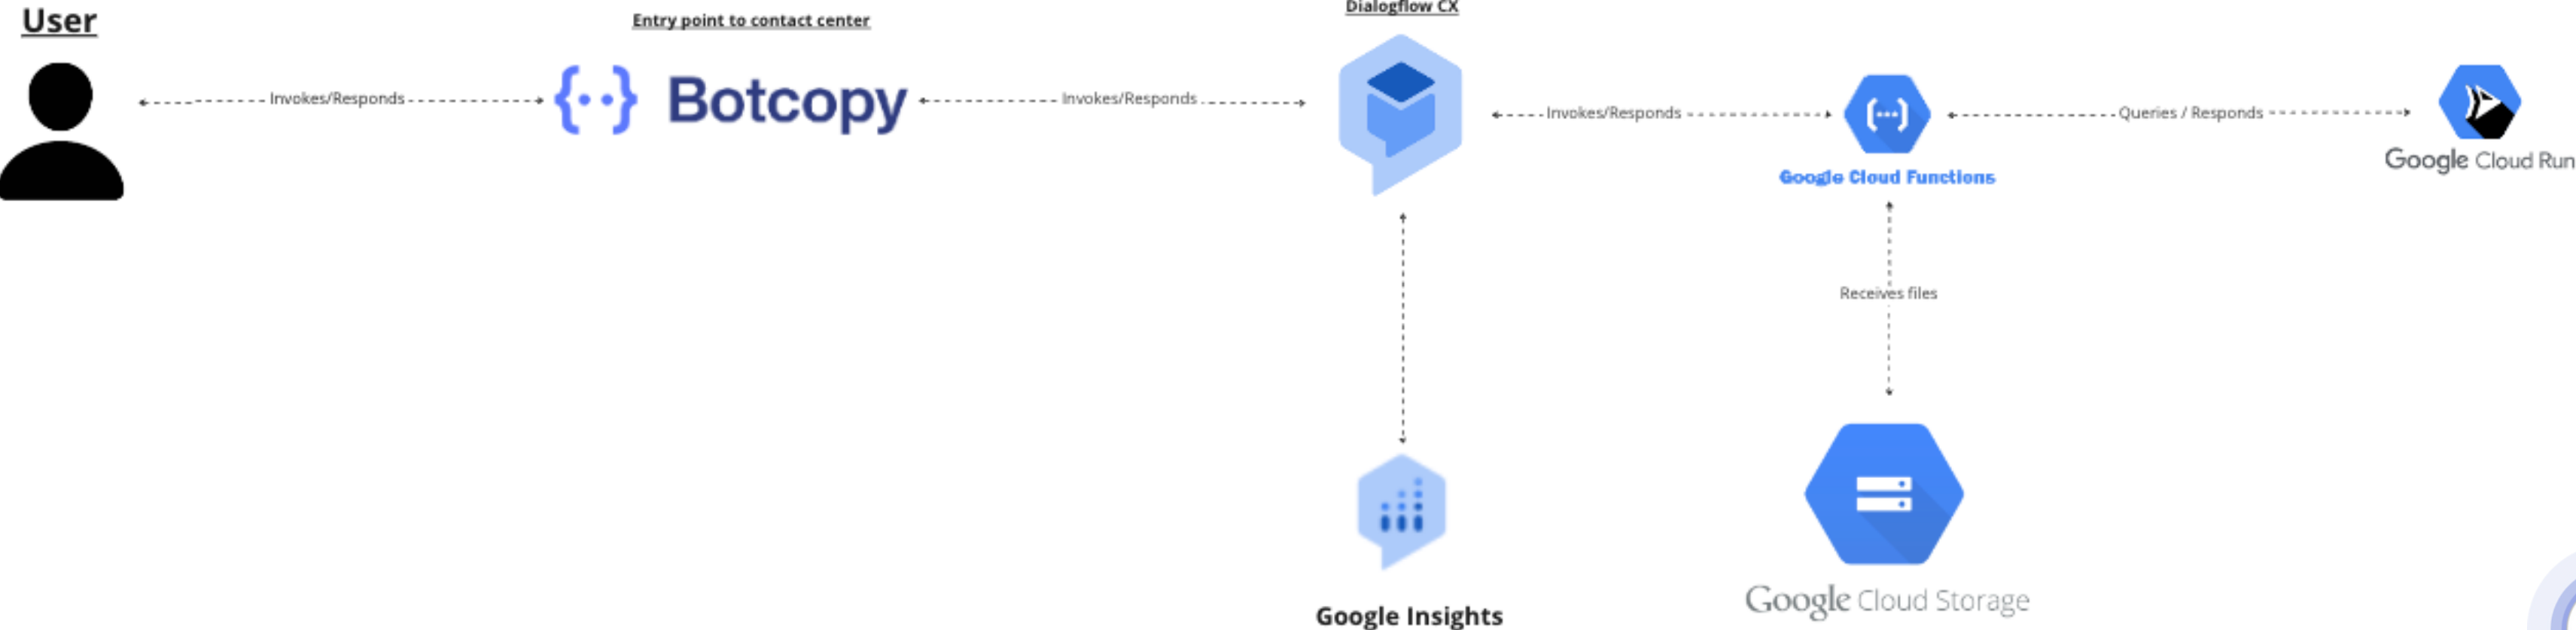 User
Entry point to contact center
Dialogflow CX
Invokes/Responds
Botcopy
Invokes/Responds
Invokes/Responds
Queries / Responds
Google Cloud Functions
Google Cloud Run
Receives files
Google Insights
Google Cloud Storage